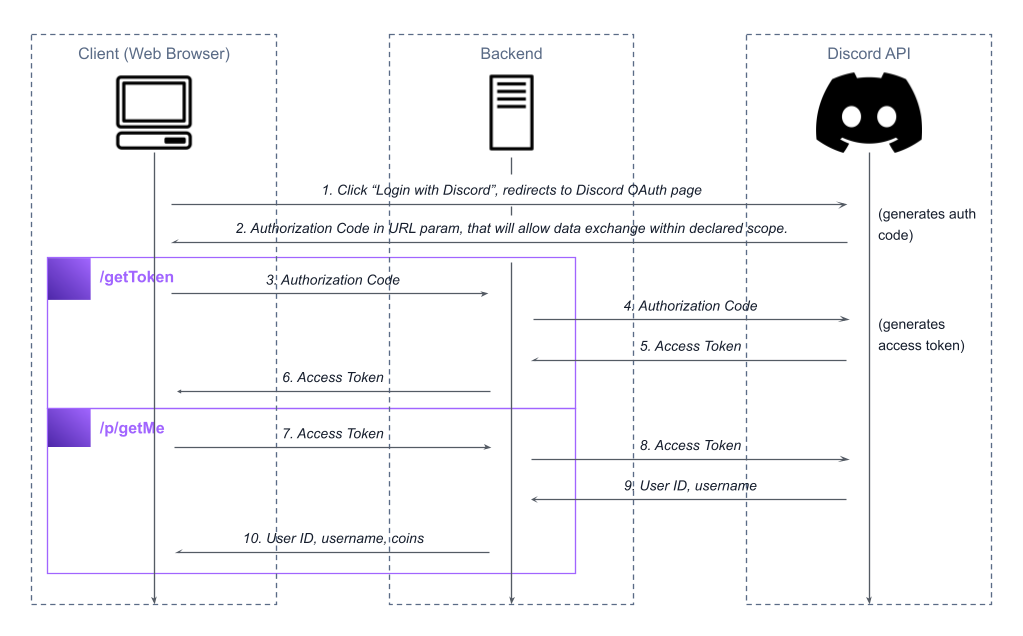 Client (Web Browser)
Backend
Discord API
1. Click “Login with Discord”, redirects to Discord OAuth page
(generates auth
code)
2. Authorization Code in URL param, that will allow data exchange within declared scope.
/getToken
3. Authorization Code
4. Authorization Code
(generates
access token)
5. Access Token
6. Access Token
/p/getMe
7. Access Token
8. Access Token
9. User ID, username
10. User ID, username, coins